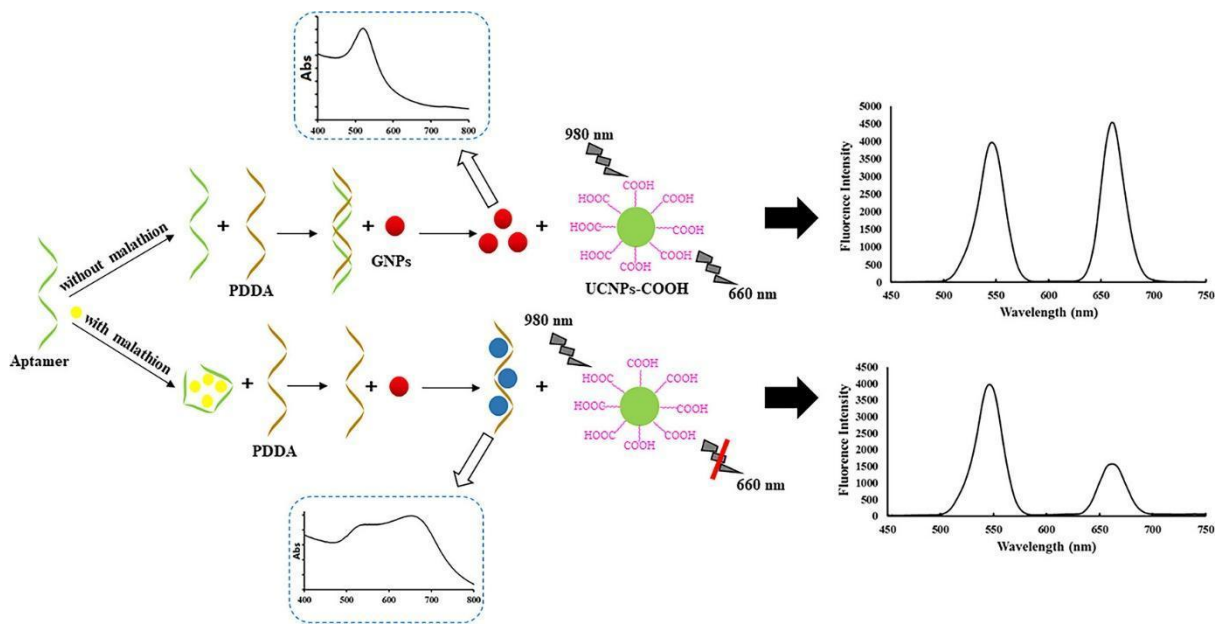 Abs
400 500 600 700 800
980 nm
COOH
HOOC COOH
HOOC COOH
HOOC COOH
COOH
UCNPs-COOH
660 nm
without malathion
+
PDDA
+
GNPs
+
Aptamer
with malathion
+
PDDA
+
+
980 nm
COOH
HOOC COOH
HOOC COOH
HOOC COOH
COOH
660 nm
Abs
400 500 600 700 800
Fluorence Intensity
5000
4500
4000
3500
3000
2500
2000
1500
1000
500
0
450 500 550 600 650 700 750
Wavelength (nm)
Fluorence Intensity
4500
4000
3500
3000
2500
2000
1500
1000
500
0
450 500 550 600 650 700 750
Wavelength (nm)